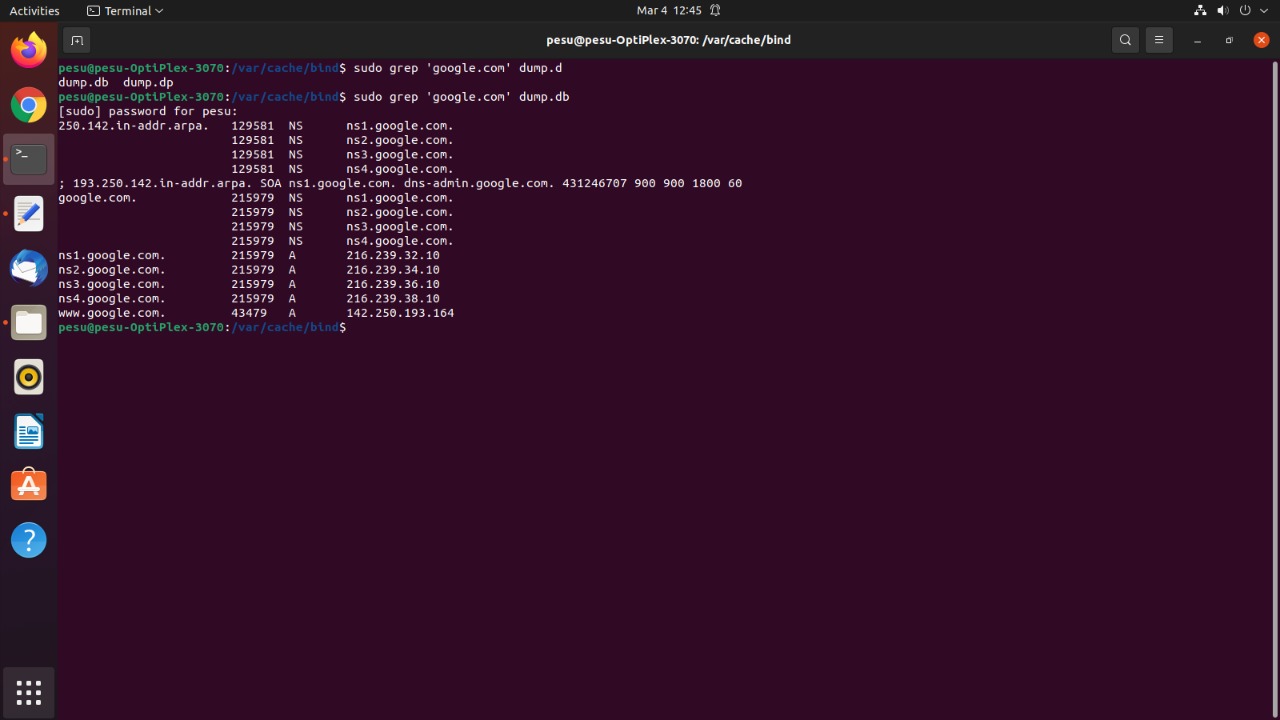 Activities Terminal Mar 4 12:45
pesu@pesu-OptiPlex-3070: /var/cache/bind
pesu@pesu-OptiPlex-3070:/var/cache/bind$ sudo grep 'google.com' dump.d
dump.db  dump.dp
pesu@pesu-OptiPlex-3070:/var/cache/bind$ sudo grep 'google.com' dump.db
[sudo] password for pesu:
250.142.in-addr.arpa.   129581  NS      ns1.google.com.
                        129581  NS      ns2.google.com.
                        129581  NS      ns3.google.com.
                        129581  NS      ns4.google.com.
; 193.250.142.in-addr.arpa. SOA ns1.google.com. dns-admin.google.com. 431246707 900 900 1800 60
google.com.             215979  NS      ns1.google.com.
                        215979  NS      ns2.google.com.
                        215979  NS      ns3.google.com.
                        215979  NS      ns4.google.com.
ns1.google.com.         215979  A       216.239.32.10
ns2.google.com.         215979  A       216.239.34.10
ns3.google.com.         215979  A       216.239.36.10
ns4.google.com.         215979  A       216.239.38.10
www.google.com.         43479   A       142.250.193.164
pesu@pesu-OptiPlex-3070:/var/cache/bind$